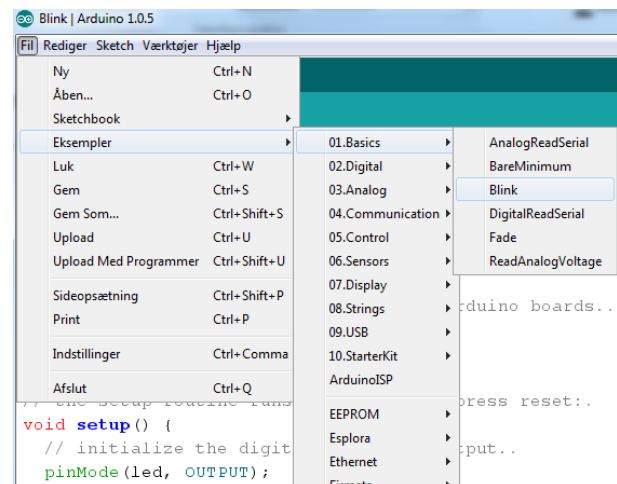 Blink | Arduino 1.0.5
Fil Rediger Sketch Værktøjer Hjælp
Ny Ctrl+N
Åben... Ctrl+O
Sketchbook
Eksempler
Luk Ctrl+W
Gem Ctrl+S
Gem Som... Ctrl+Shift+S
Upload Ctrl+U
Upload Med Programmer Ctrl+Shift+U
Sideopsætning Ctrl+Shift+P
Print Ctrl+P
Indstillinger Ctrl+Comma
Afslut Ctrl+Q
01.Basics
02.Digital
03.Analog
04.Communication
05.Control
06.Sensors
07.Display
08.Strings
09.USB
10.StarterKit
ArduinoISP
EEPROM
Esplora
Ethernet
AnalogReadSerial
BareMinimum
Blink
DigitalReadSerial
Fade
ReadAnalogVoltage
rduino boards..
// the setup routine runs press reset:.
void setup() {
// initialize the digit tput..
pinMode(led, OUTPUT);